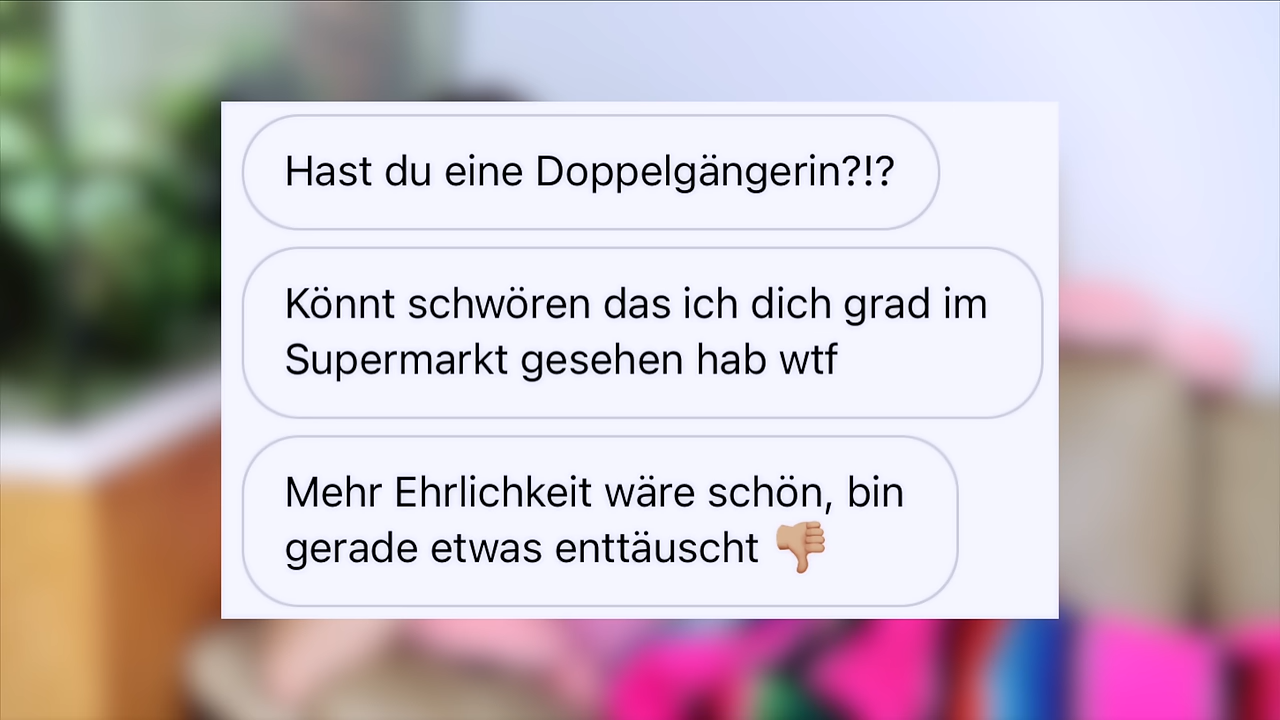 Hast du eine Doppelgängerin?!?
Könnt schwören das ich dich grad im
Supermarkt gesehen hab wtf
Mehr Ehrlichkeit wäre schön, bin
gerade etwas enttäuscht 👎🏼